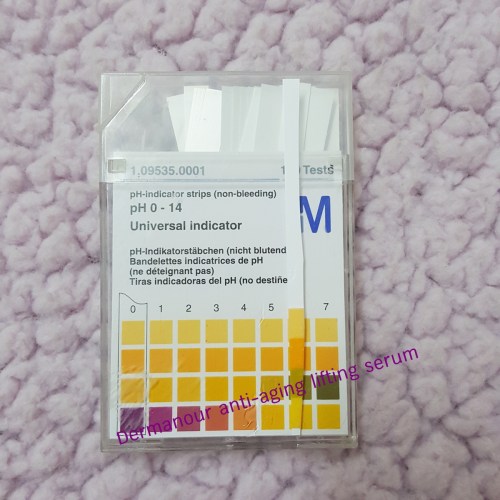 1.09535.0001
Tests
pH-indicator strips (non-bleeding)
pH 0 - 14
Universal indicator
M
pH-Indikatorstäbchen (nicht blutend
Bandelettes indicatrices de pH
(ne déteignant pas)
Tiras indicadoras del pH (no destiñe
0 1 2 3 4 5 7
Dermanour anti-aging lifting serum